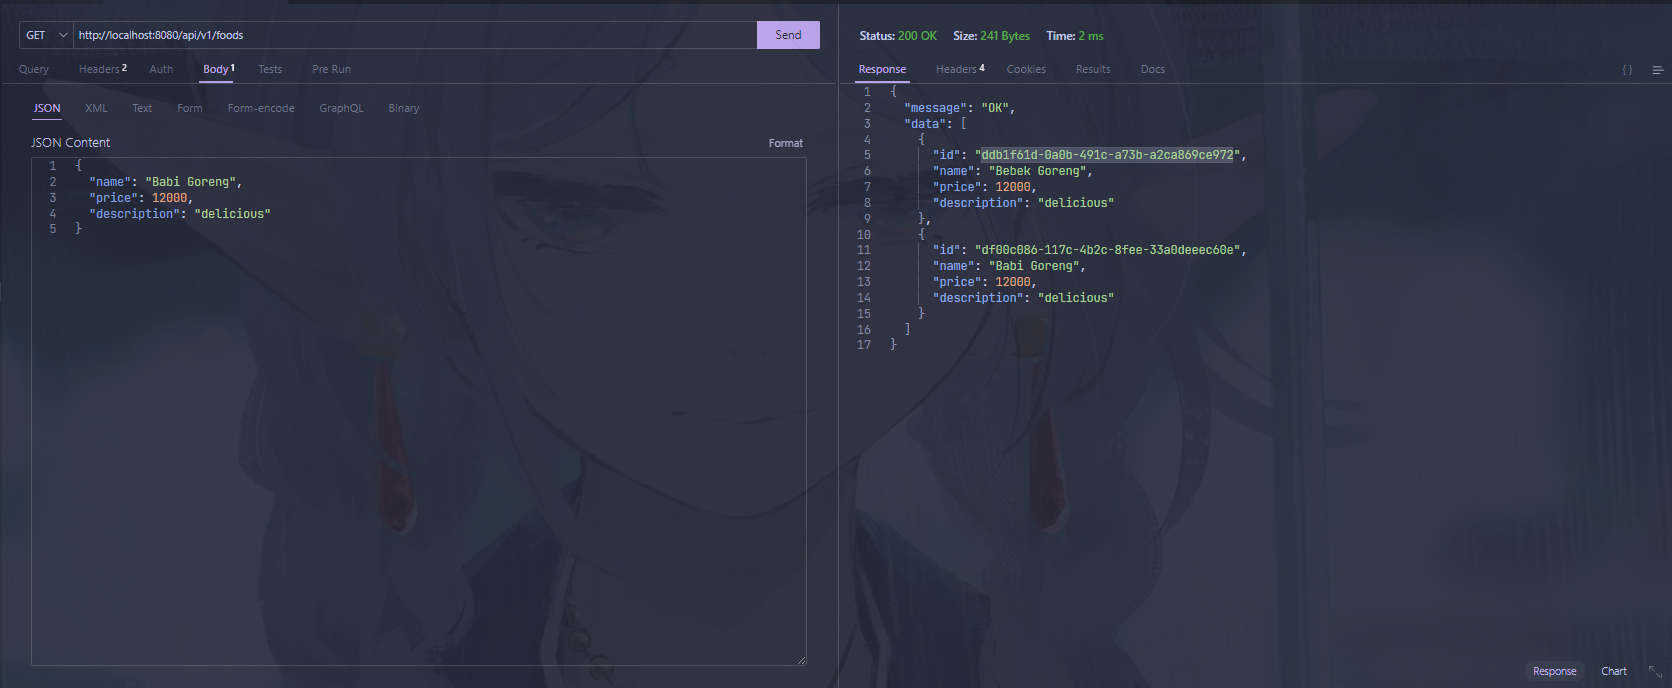 GET http://localhost:8080/api/v1/foods Send
Query Headers 2 Auth Body 1 Tests Pre Run
JSON XML Text Form Form-encode GraphQL Binary
JSON Content Format
1 {
2 "name": "Babi Goreng",
3 "price": 12000,
4 "description": "delicious"
5 }
Status: 200 OK Size: 241 Bytes Time: 2 ms
Response Headers 4 Cookies Results Docs { }
1 {
2 "message": "OK",
3 "data": [
4 {
5 "id": "ddb1f61d-0a0b-491c-a73b-a2ca869ce972",
6 "name": "Bebek Goreng",
7 "price": 12000,
8 "description": "delicious"
9 },
10 {
11 "id": "df00c086-117c-4b2c-8fee-33a0deeec60e",
12 "name": "Babi Goreng",
13 "price": 12000,
14 "description": "delicious"
15 }
16 ]
17 }
Response Chart